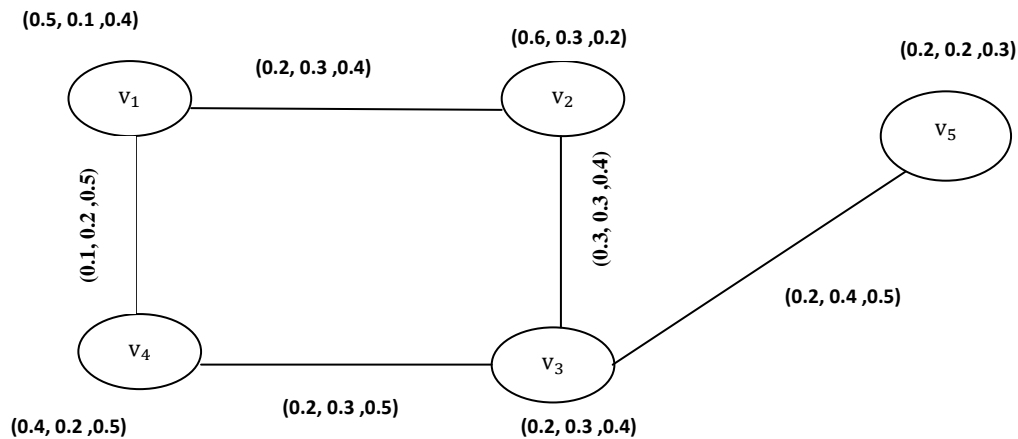 (0.5, 0.1 ,0.4)
(0.6, 0.3 ,0.2)
(0.2, 0.2 ,0.3)
(0.2, 0.3 ,0.4)
v₁
v₂
v₅
(0.1, 0.2 ,0.5)
(0.3, 0.3 ,0.4)
(0.2, 0.4 ,0.5)
v₄
v₃
(0.2, 0.3 ,0.5)
(0.4, 0.2 ,0.5)
(0.2, 0.3 ,0.4)